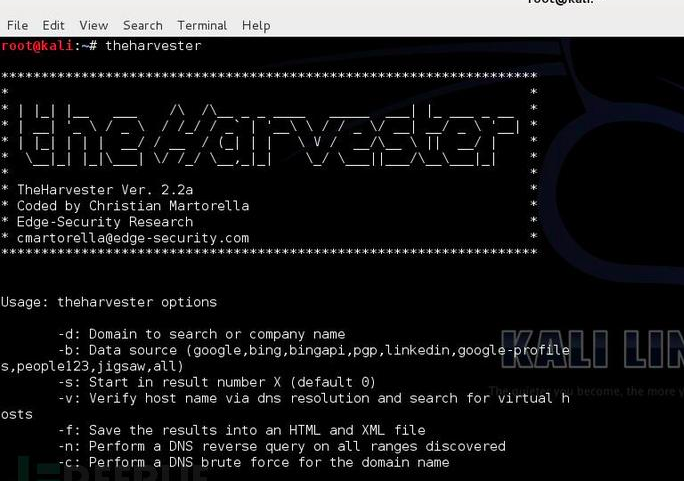 root@kali:
File Edit View Search Terminal Help
root@kali:~# theharvester
*******************************************************************
* *
* theHarvester *
* *
* TheHarvester Ver. 2.2a *
* Coded by Christian Martorella *
* Edge-Security Research *
* cmartorella@edge-security.com *
*******************************************************************
Usage: theharvester options
-d: Domain to search or company name
-b: Data source (google,bing,bingapi,pgp,linkedin,google-profile
s,people123,jigsaw,all)
-s: Start in result number X (default 0)
-v: Verify host name via dns resolution and search for virtual h
osts
-f: Save the results into an HTML and XML file
-n: Perform a DNS reverse query on all ranges discovered
-c: Perform a DNS brute force for the domain name
KALI LIN
The quieter you become, the more y